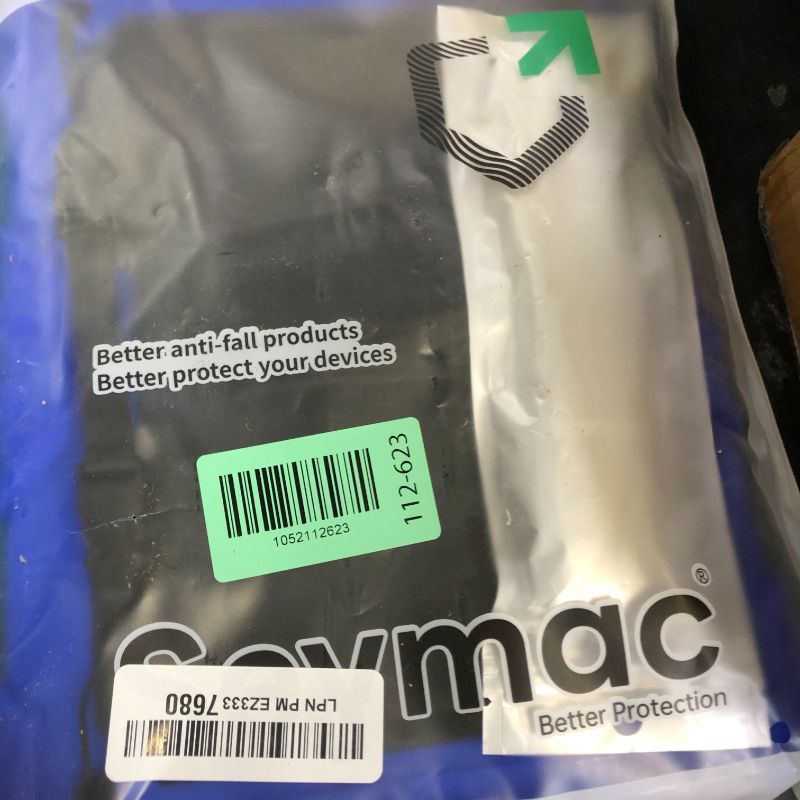 Better anti-fall products
Better protect your devices
112-623
1052112623
Seymac®
Better Protection
LPN PM EZ333 7680